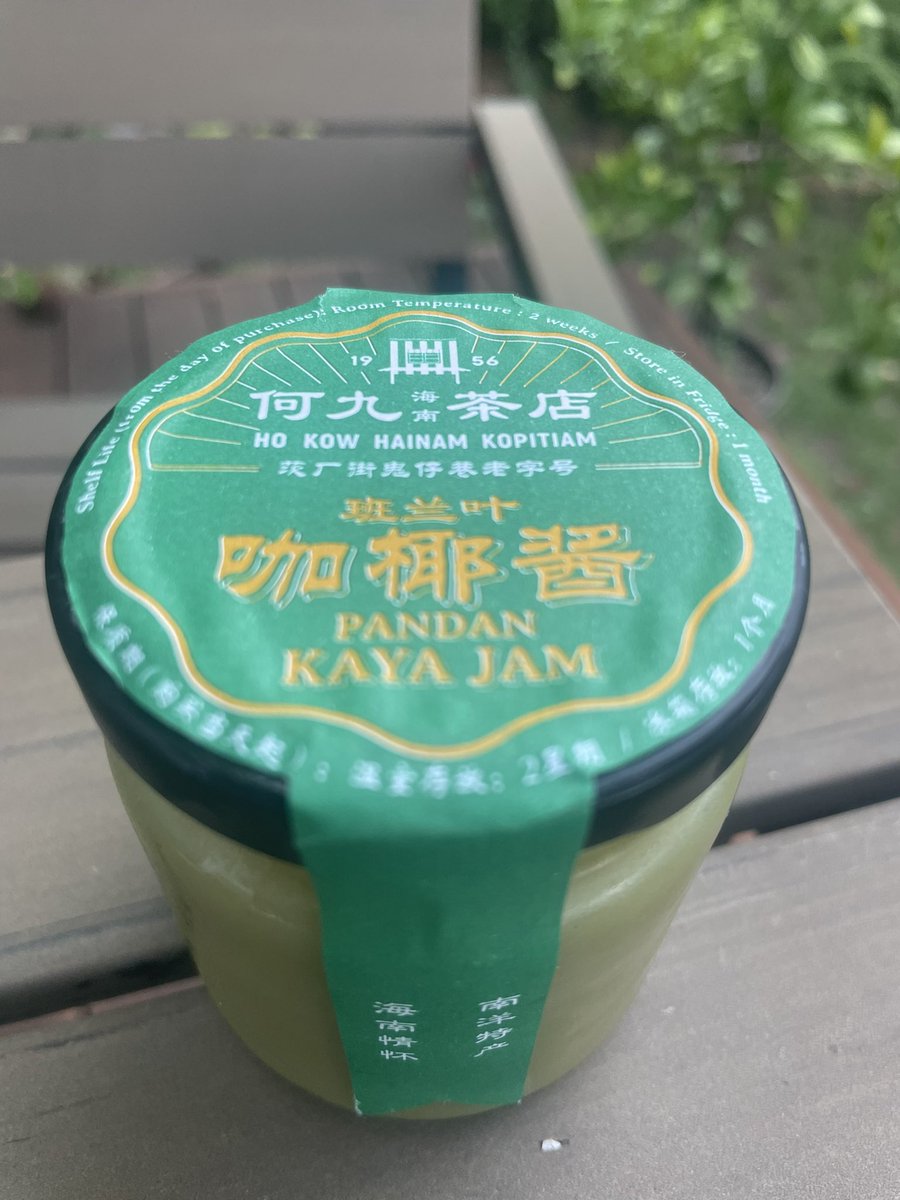 Shelf Life (from the day of purchase): Room Temperature : 2 weeks / Store in Fridge : 1 month
19 56
何九海南茶店
HO KOW HAINAM KOPITIAM
茨厂街鬼仔巷老字号
班兰叶
咖椰酱
PANDAN
KAYA JAM
保质期(购买当天起):室温存放:2星期 / 冰箱存放:1个月
南洋特产
海南情怀